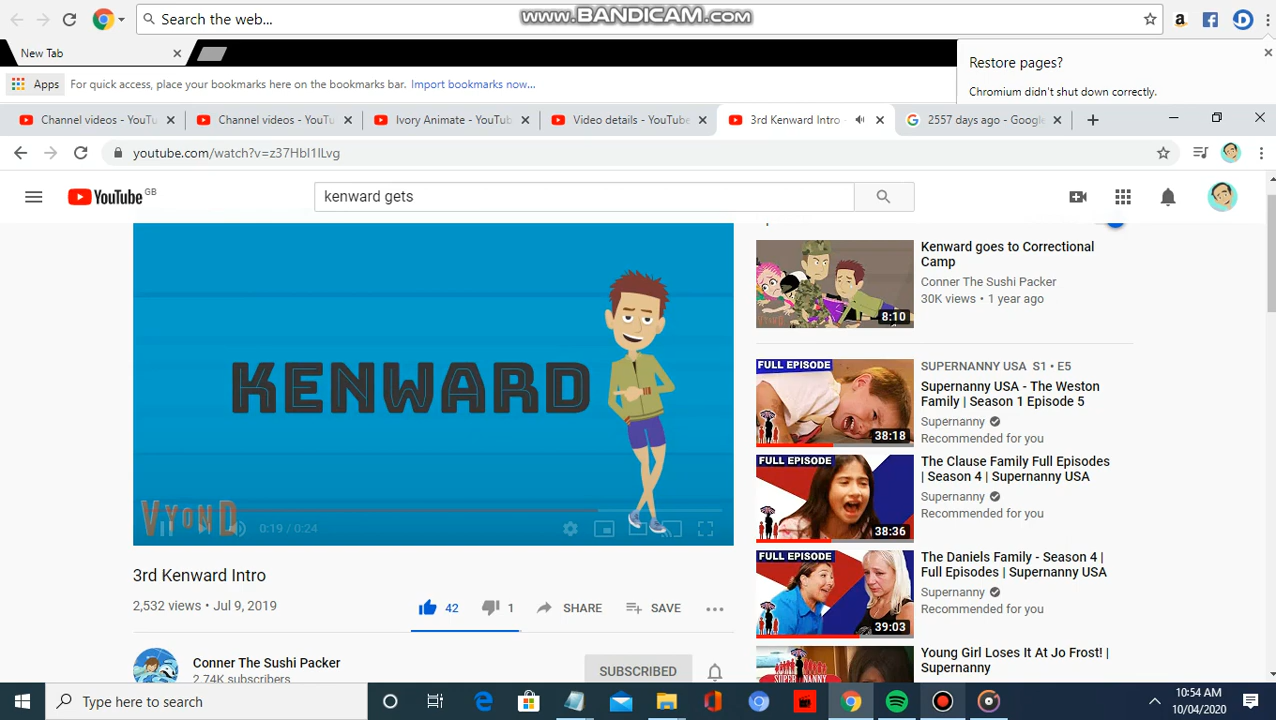 Search the web...
www.BANDICAM.com
New Tab
Restore pages?
Apps
For quick access, place your bookmarks here on the bookmarks bar.
Import bookmarks now...
Chromium didn't shut down correctly.
Channel videos - YouTu
Channel videos - YouTu
Ivory Animate - YouTub
Video details - YouTube
3rd Kenward Intro -
2557 days ago - Google
youtube.com/watch?v=z37HbI1ILvg
YouTube GB
kenward gets
KENWARD
VYOND
0:19 / 0:24
3rd Kenward Intro
2,532 views • Jul 9, 2019
42
1
SHARE
SAVE
Conner The Sushi Packer
2.74K subscribers
SUBSCRIBED
VYOND
8:10
Kenward goes to Correctional
Camp
Conner The Sushi Packer
30K views • 1 year ago
FULL EPISODE
38:18
SUPERNANNY USA S1 • E5
Supernanny USA - The Weston
Family | Season 1 Episode 5
Supernanny
Recommended for you
FULL EPISODE
38:36
The Clause Family Full Episodes
| Season 4 | Supernanny USA
Supernanny
Recommended for you
FULL EPISODE
39:03
The Daniels Family - Season 4 |
Full Episodes | Supernanny USA
Supernanny
Recommended for you
SUPERNANNY
Young Girl Loses It At Jo Frost! |
Supernanny
Type here to search
10:54 AM
10/04/2020